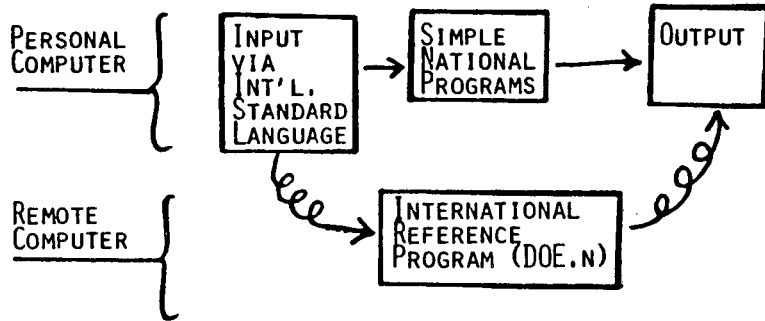 PERSONAL
COMPUTER
INPUT
VIA
INT'L.
STANDARD
LANGUAGE
SIMPLE
NATIONAL
PROGRAMS
OUTPUT
REMOTE
COMPUTER
INTERNATIONAL
REFERENCE
PROGRAM (DOE.N)